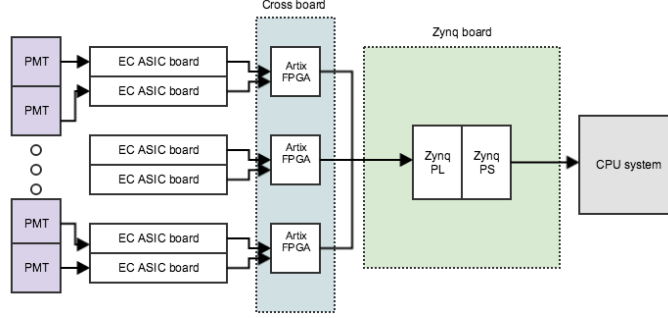 Cross board
Zynq board
PMT
PMT
PMT
PMT
EC ASIC board
EC ASIC board
EC ASIC board
EC ASIC board
EC ASIC board
EC ASIC board
Artix
FPGA
Artix
FPGA
Artix
FPGA
Zynq
PL
Zynq
PS
CPU system